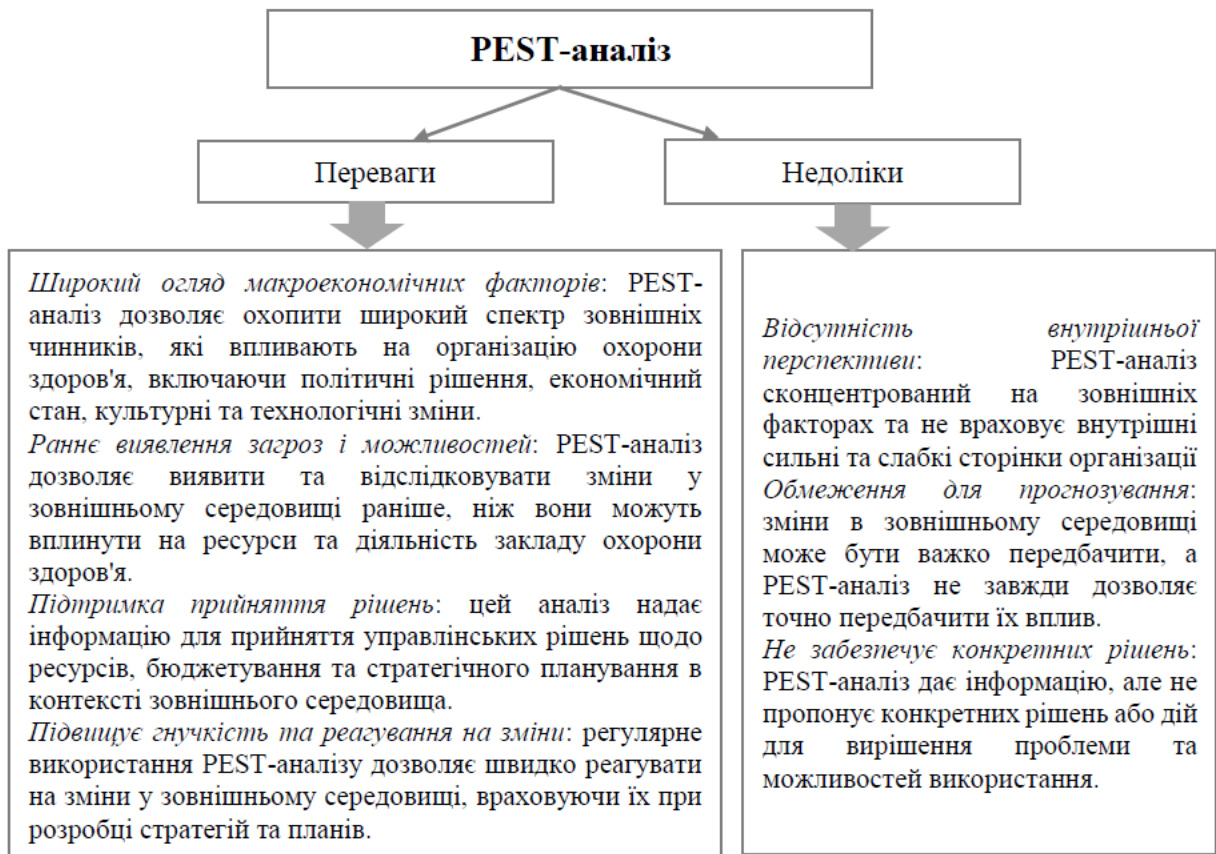 PEST-аналіз
Переваги
Недоліки
Широкий огляд макроекономічних факторів: PEST-
аналіз дозволяє охопити широкий спектр зовнішніх
чинників, які впливають на організацію охорони
здоров'я, включаючи політичні рішення, економічний
стан, культурні та технологічні зміни.
Раннє виявлення загроз і можливостей: PEST-аналіз
дозволяє виявити та відслідковувати зміни у
зовнішньому середовищі раніше, ніж вони можуть
вплинути на ресурси та діяльність закладу охорони
здоров'я.
Підтримка прийняття рішень: цей аналіз надає
інформацію для прийняття управлінських рішень щодо
ресурсів, бюджетування та стратегічного планування в
контексті зовнішнього середовища.
Підвищує гнучкість та реагування на зміни: регулярне
використання PEST-аналізу дозволяє швидко реагувати
на зміни у зовнішньому середовищі, враховуючи їх при
розробці стратегій та планів.
Відсутність внутрішньої
перспективи: PEST-аналіз
сконцентрований на зовнішніх
факторах та не враховує внутрішні
сильні та слабкі сторінки організації
Обмеження для прогнозування:
зміни в зовнішньому середовищі
може бути важко передбачити, а
PEST-аналіз не завжди дозволяє
точно передбачити їх вплив.
Не забезпечує конкретних рішень:
PEST-аналіз дає інформацію, але не
пропонує конкретних рішень або дій
для вирішення проблеми та
можливостей використання.